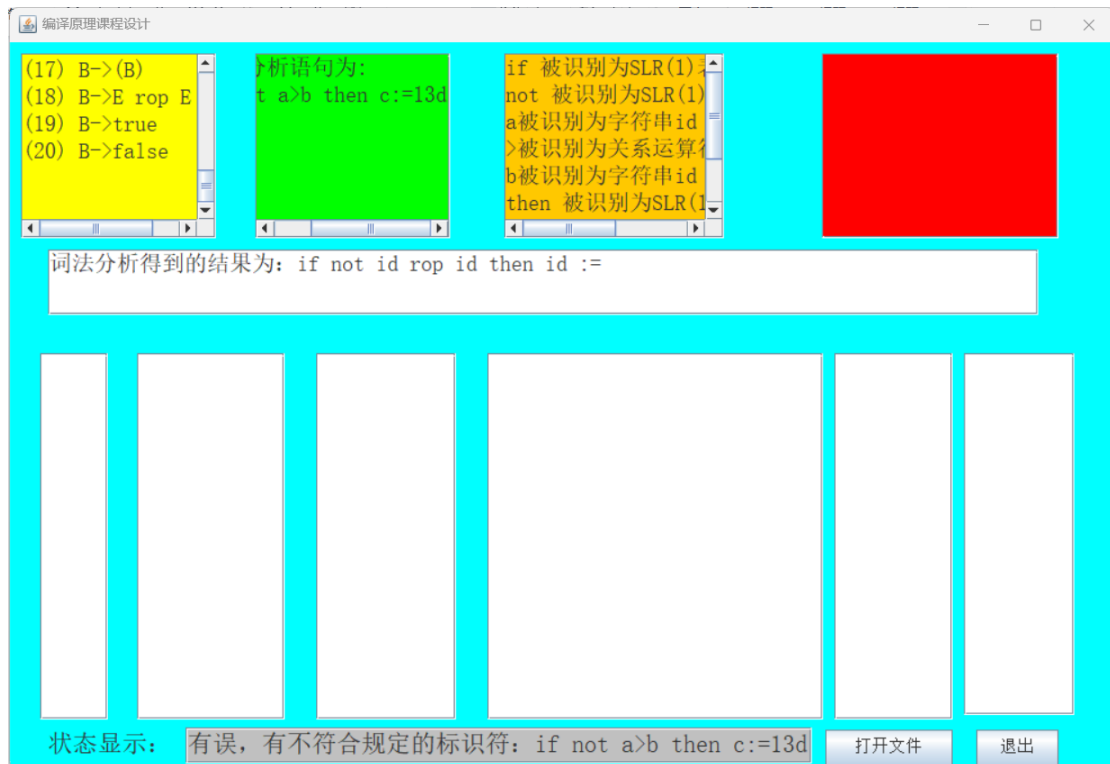 编译原理课程设计
(17) B->(B)
(18) B->E rop E
(19) B->true
(20) B->false
析语句为:
t a>b then c:=13d
if 被识别为SLR(1)
not 被识别为SLR(1)
a被识别为字符串id
>被识别为关系运算
b被识别为字符串id
then 被识别为SLR(1
词法分析得到的结果为: if not id rop id then id :=
状态显示: 有误，有不符合规定的标识符: if not a>b then c:=13d
打开文件
退出